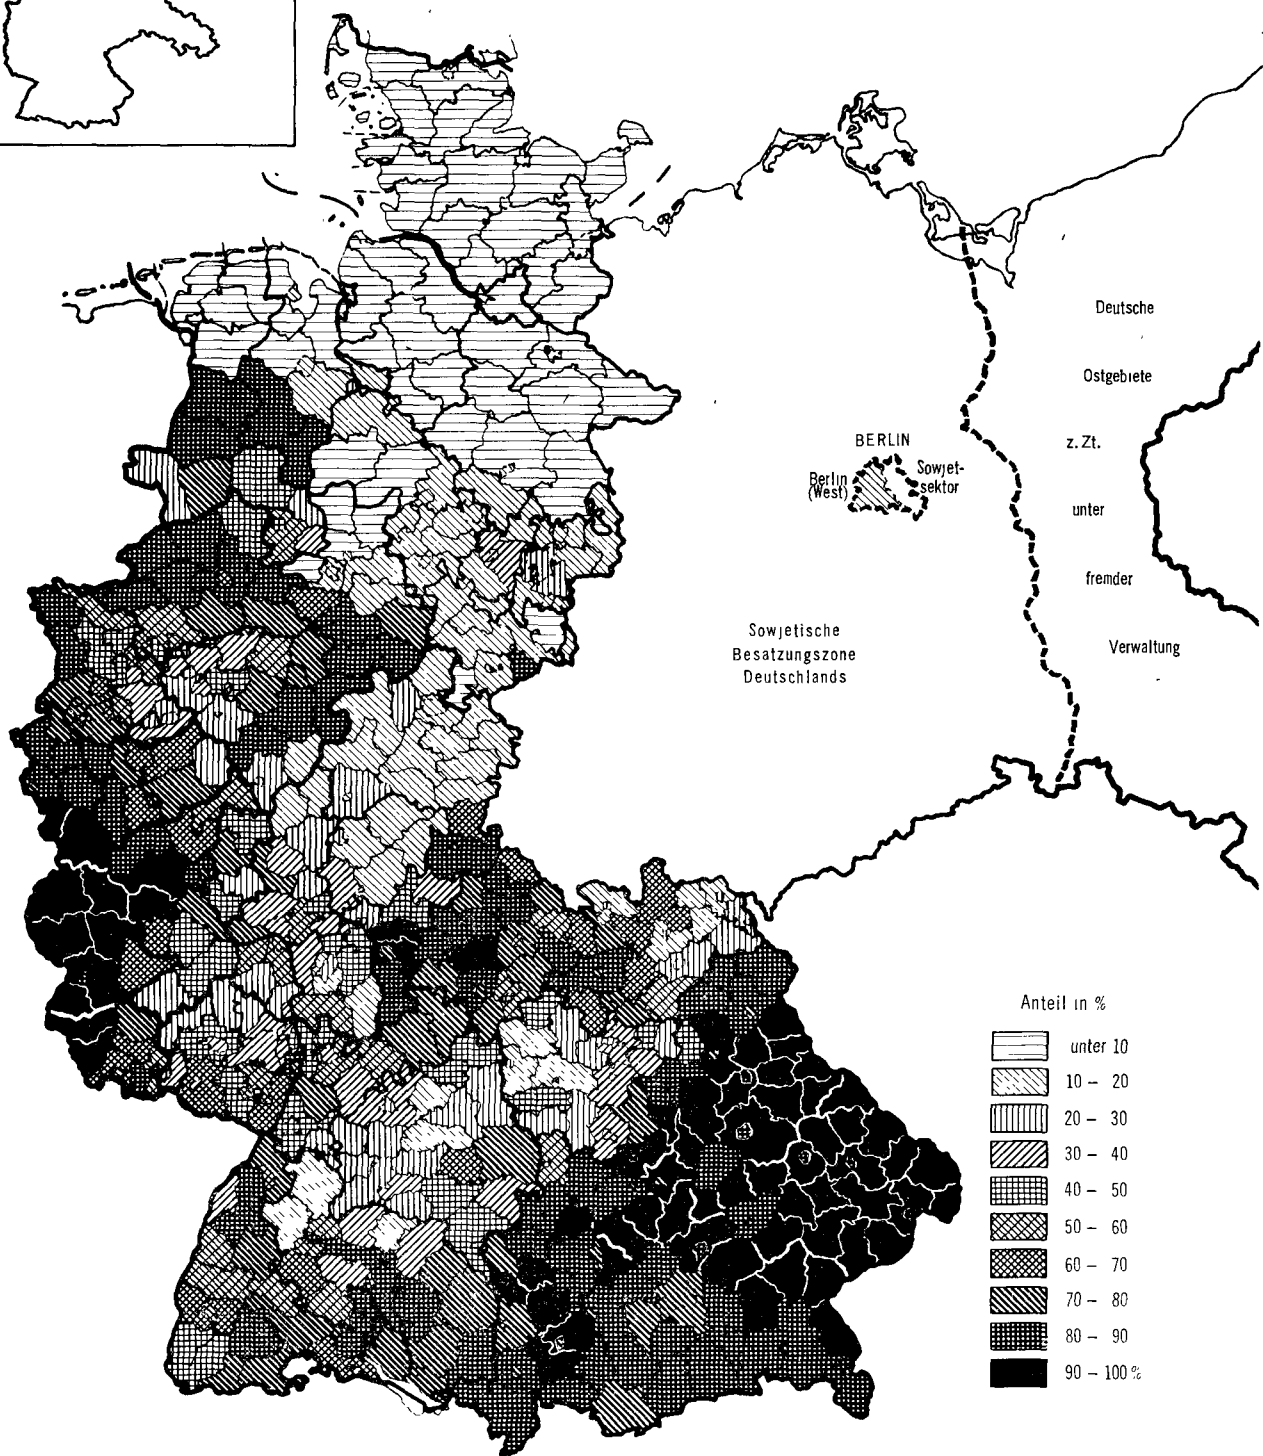 Deutsche
Ostgebiete
z. Zt.
unter
fremder
Verwaltung
BERLIN
Berlin
(West)
Sowjet-
sektor
Sowjetische
Besatzungszone
Deutschlands
Anteil in %
unter 10
10 – 20
20 – 30
30 – 40
40 – 50
50 – 60
60 – 70
70 – 80
80 – 90
90 – 100 %